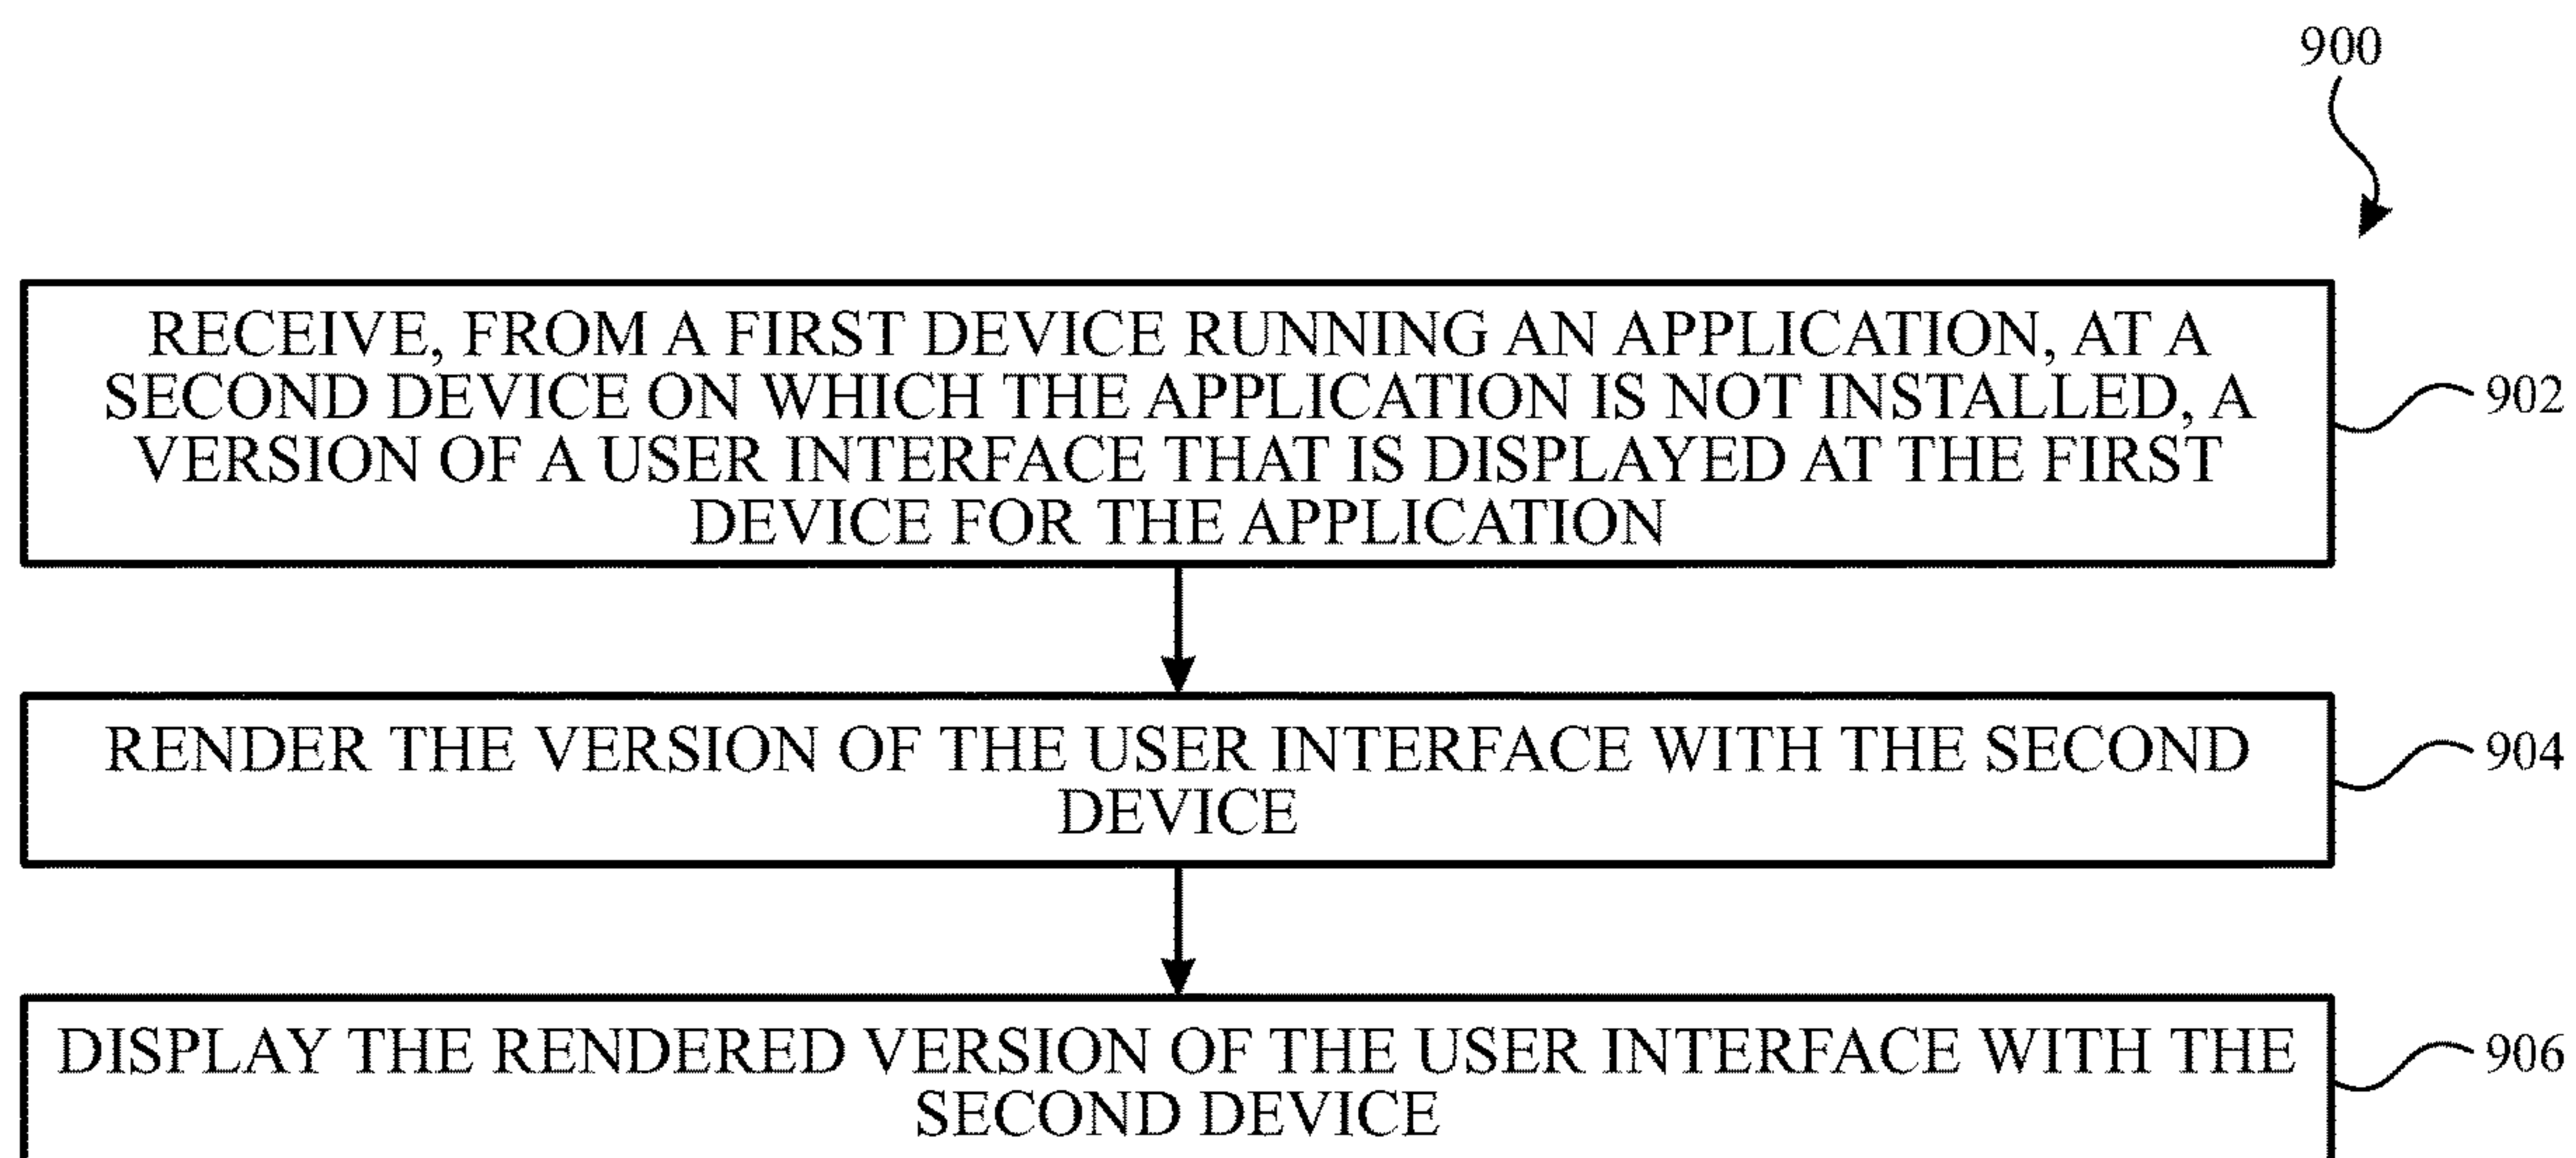 900
RECEIVE, FROM A FIRST DEVICE RUNNING AN APPLICATION, AT A
SECOND DEVICE ON WHICH THE APPLICATION IS NOT INSTALLED, A
VERSION OF A USER INTERFACE THAT IS DISPLAYED AT THE FIRST
DEVICE FOR THE APPLICATION
902
RENDER THE VERSION OF THE USER INTERFACE WITH THE SECOND
DEVICE
904
DISPLAY THE RENDERED VERSION OF THE USER INTERFACE WITH THE
SECOND DEVICE
906